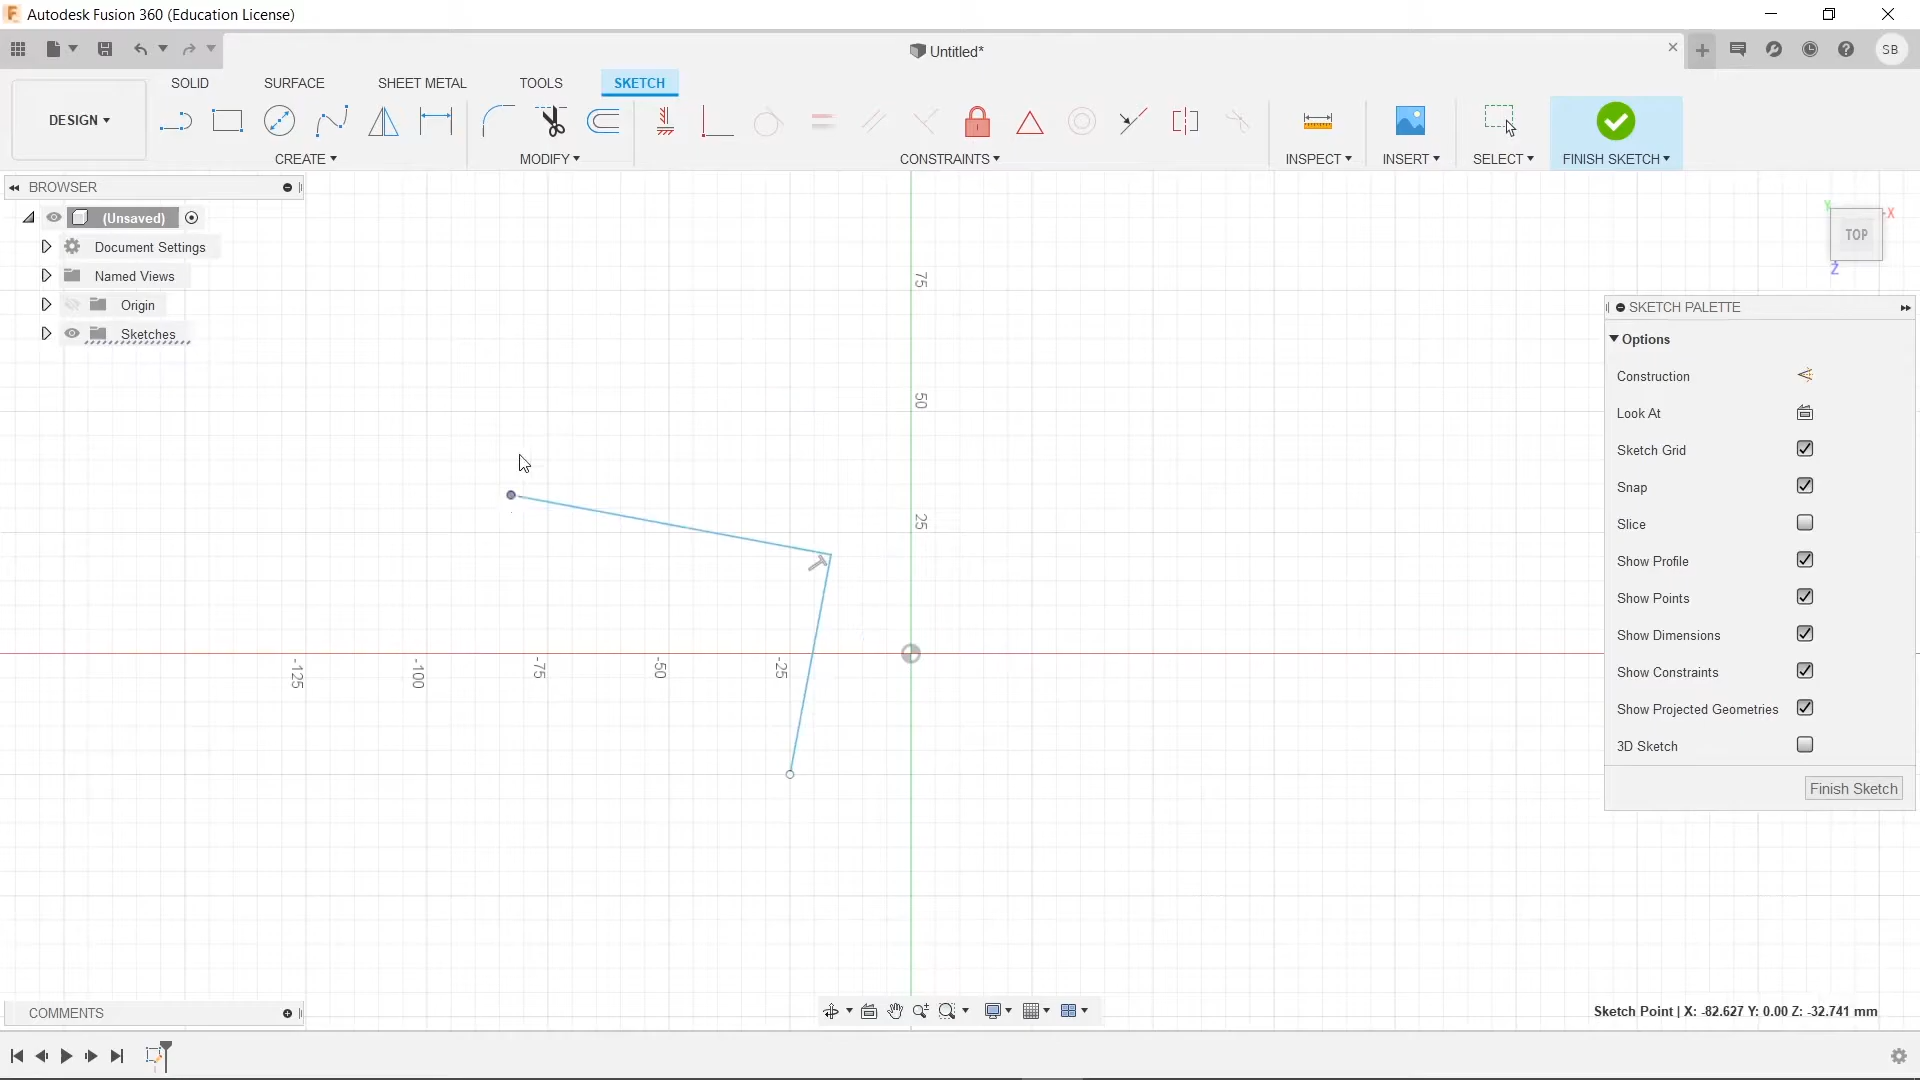 Autodesk Fusion 360 (Education License)
Untitled*
SB
DESIGN
SOLID
SURFACE
SHEET METAL
TOOLS
SKETCH
CREATE
MODIFY
CONSTRAINTS
INSPECT
INSERT
SELECT
FINISH SKETCH
BROWSER
(Unsaved)
Document Settings
Named Views
Origin
Sketches
75
50
25
-125
-100
-75
-50
-25
TOP
X
Y
Z
SKETCH PALETTE
Options
Construction
Look At
Sketch Grid
Snap
Slice
Show Profile
Show Points
Show Dimensions
Show Constraints
Show Projected Geometries
3D Sketch
Finish Sketch
COMMENTS
Sketch Point | X: -82.627 Y: 0.00 Z: -32.741 mm